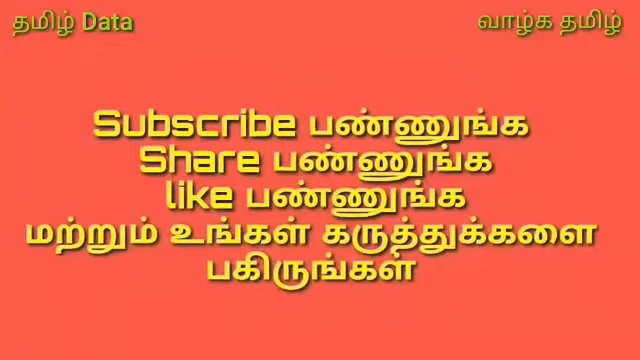 தமிழ் Data
வாழ்க தமிழ்
Subscribe பண்ணுங்க
Share பண்ணுங்க
like பண்ணுங்க
மற்றும் உங்கள் கருத்துக்களை
பகிருங்கள்